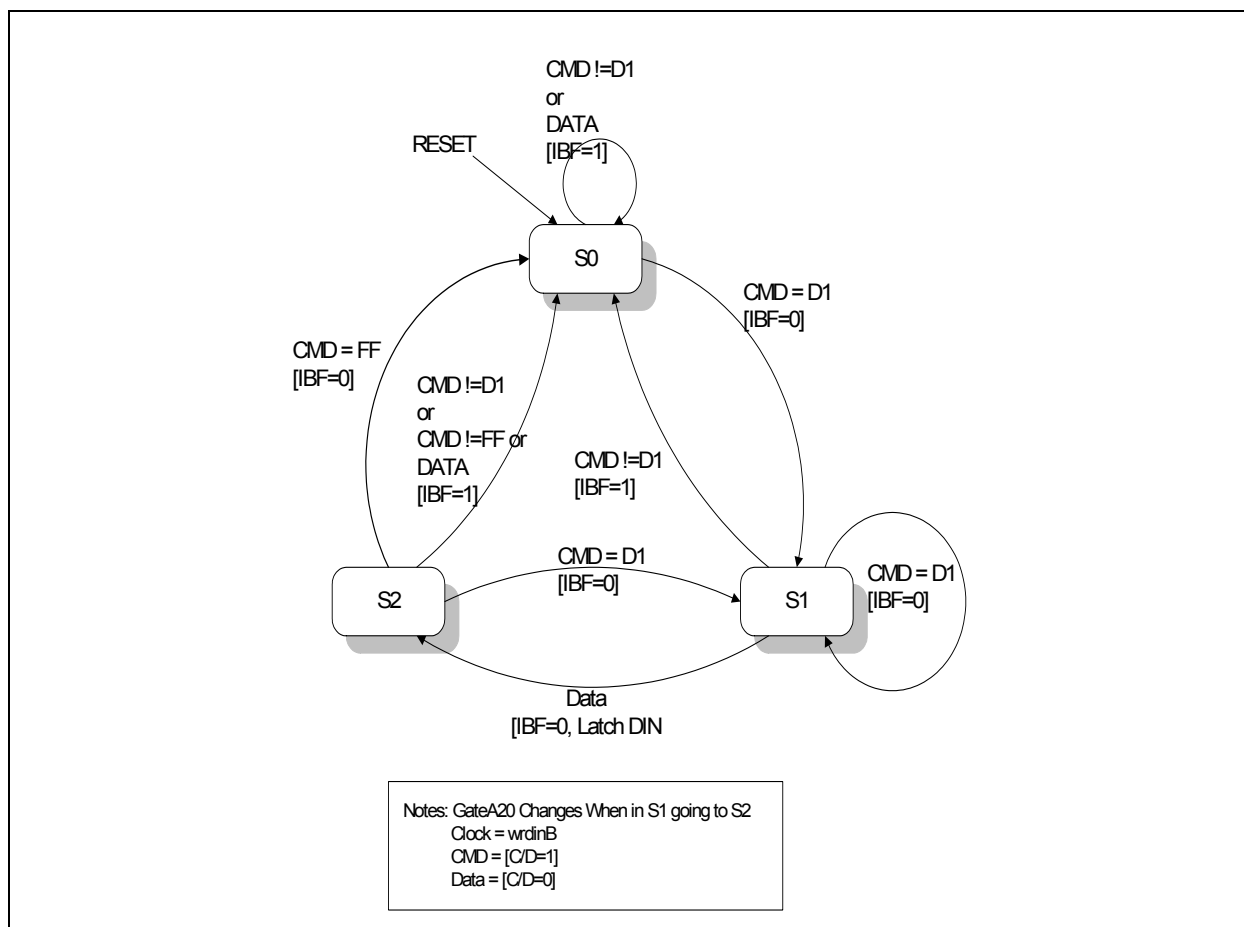 CMD !=D1
or
DATA
[IBF=1]
RESET
S0
CMD = D1
[IBF=0]
CMD = FF
[IBF=0]
CMD !=D1
or
CMD !=FF or
DATA
[IBF=1]
CMD !=D1
[IBF=1]
CMD = D1
[IBF=0]
S2
S1
CMD = D1
[IBF=0]
Data
[IBF=0, Latch DIN
Notes: GateA20 Changes When in S1 going to S2
Clock = wrdinB
CMD = [C/D=1]
Data = [C/D=0]